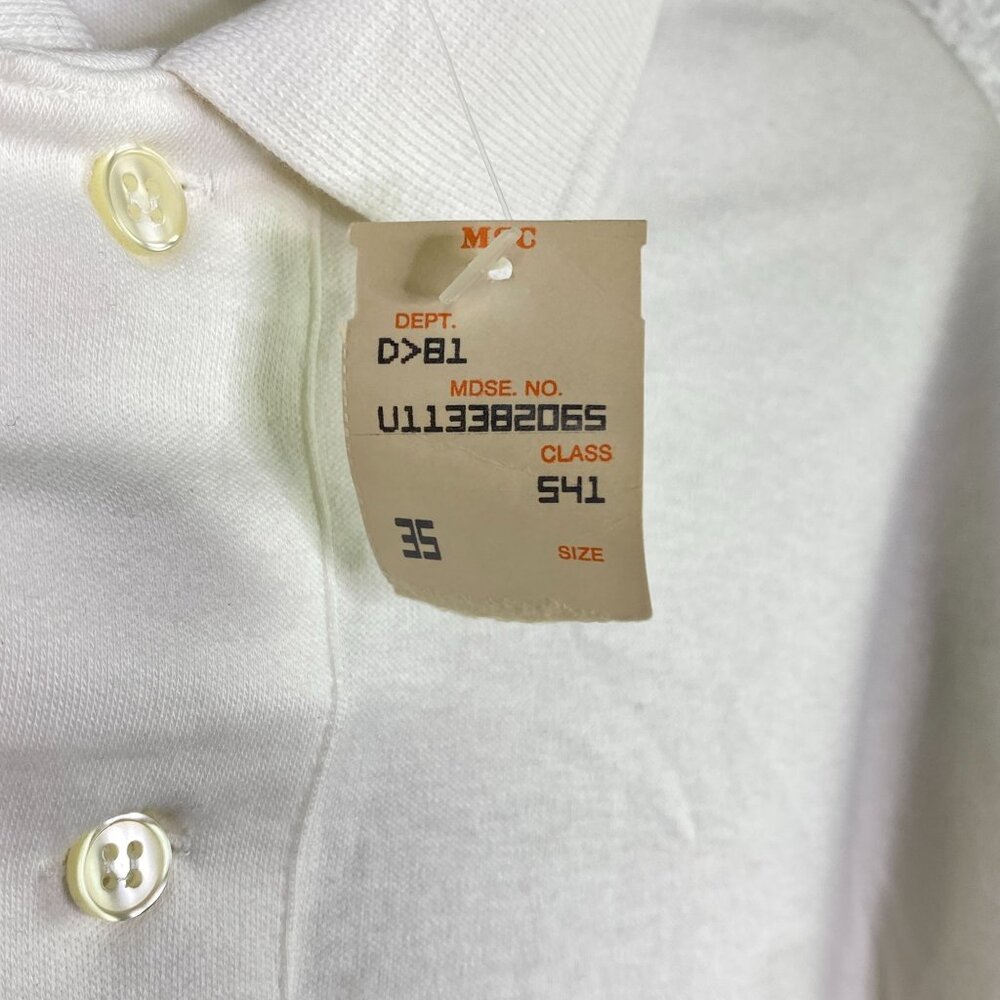 DEPT.
D>81
MDSE. NO.
U113382065
CLASS
541
35
SIZE